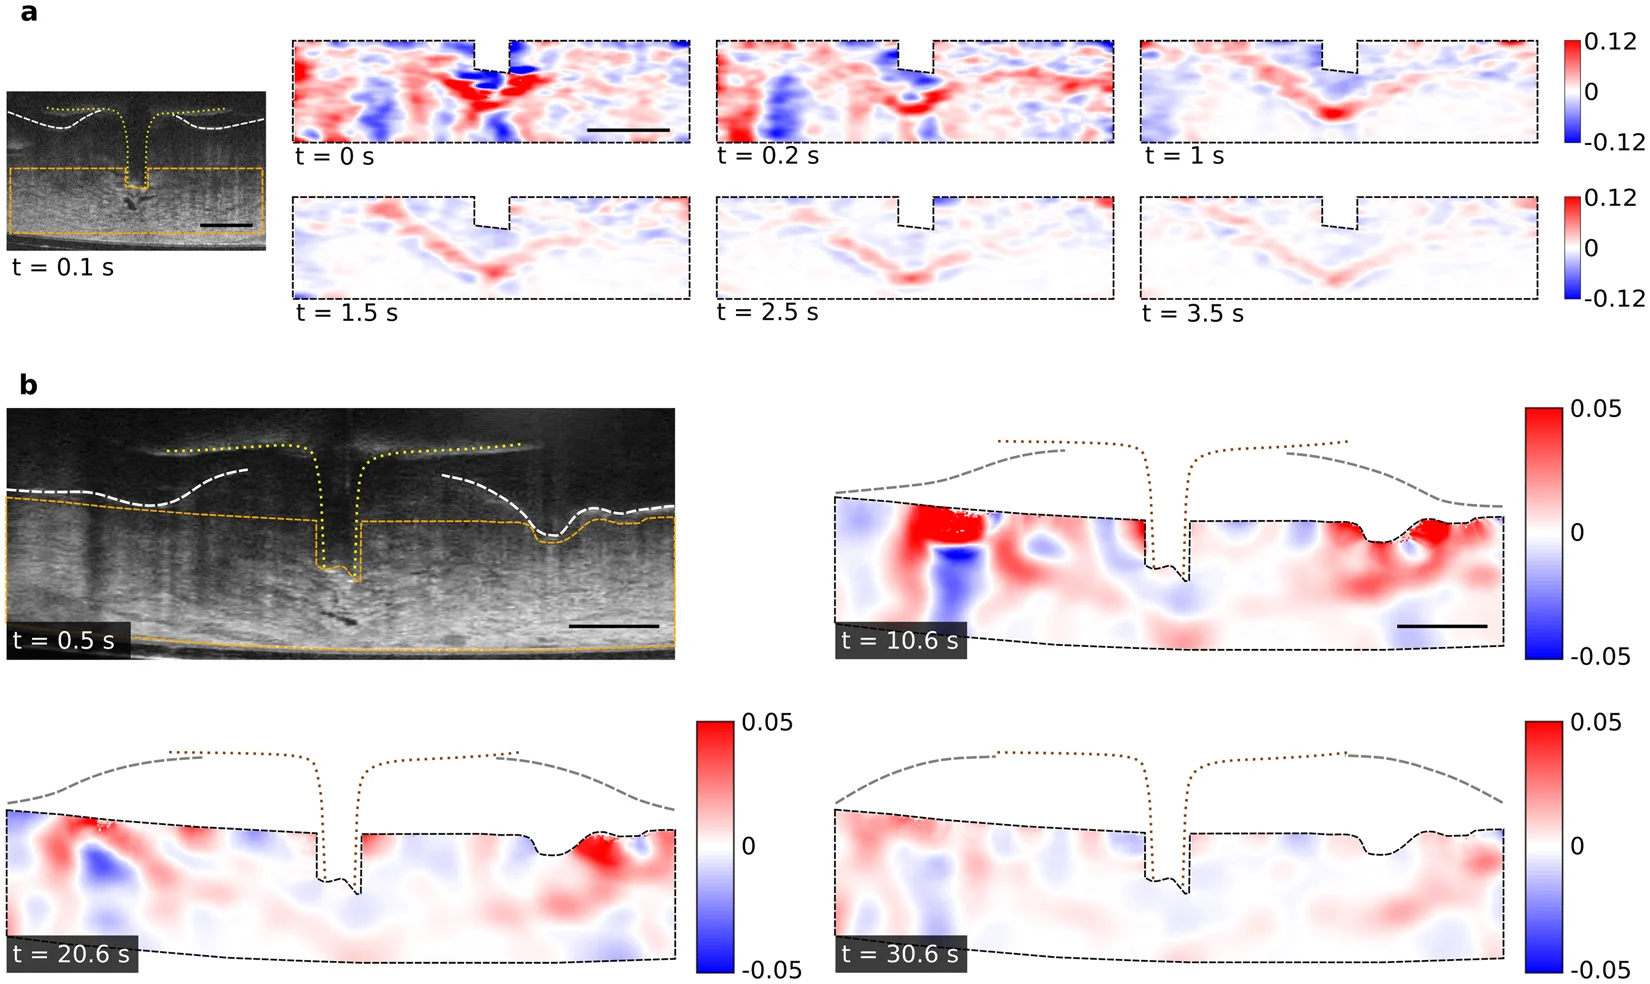 a
0.12
0
-0.12
t = 0 s
t = 0.2 s
t = 1 s
0.12
0
-0.12
t = 0.1 s
t = 1.5 s
t = 2.5 s
t = 3.5 s
b
0.05
0
-0.05
t = 0.5 s
t = 10.6 s
0.05
0
-0.05
0.05
0
-0.05
t = 20.6 s
t = 30.6 s